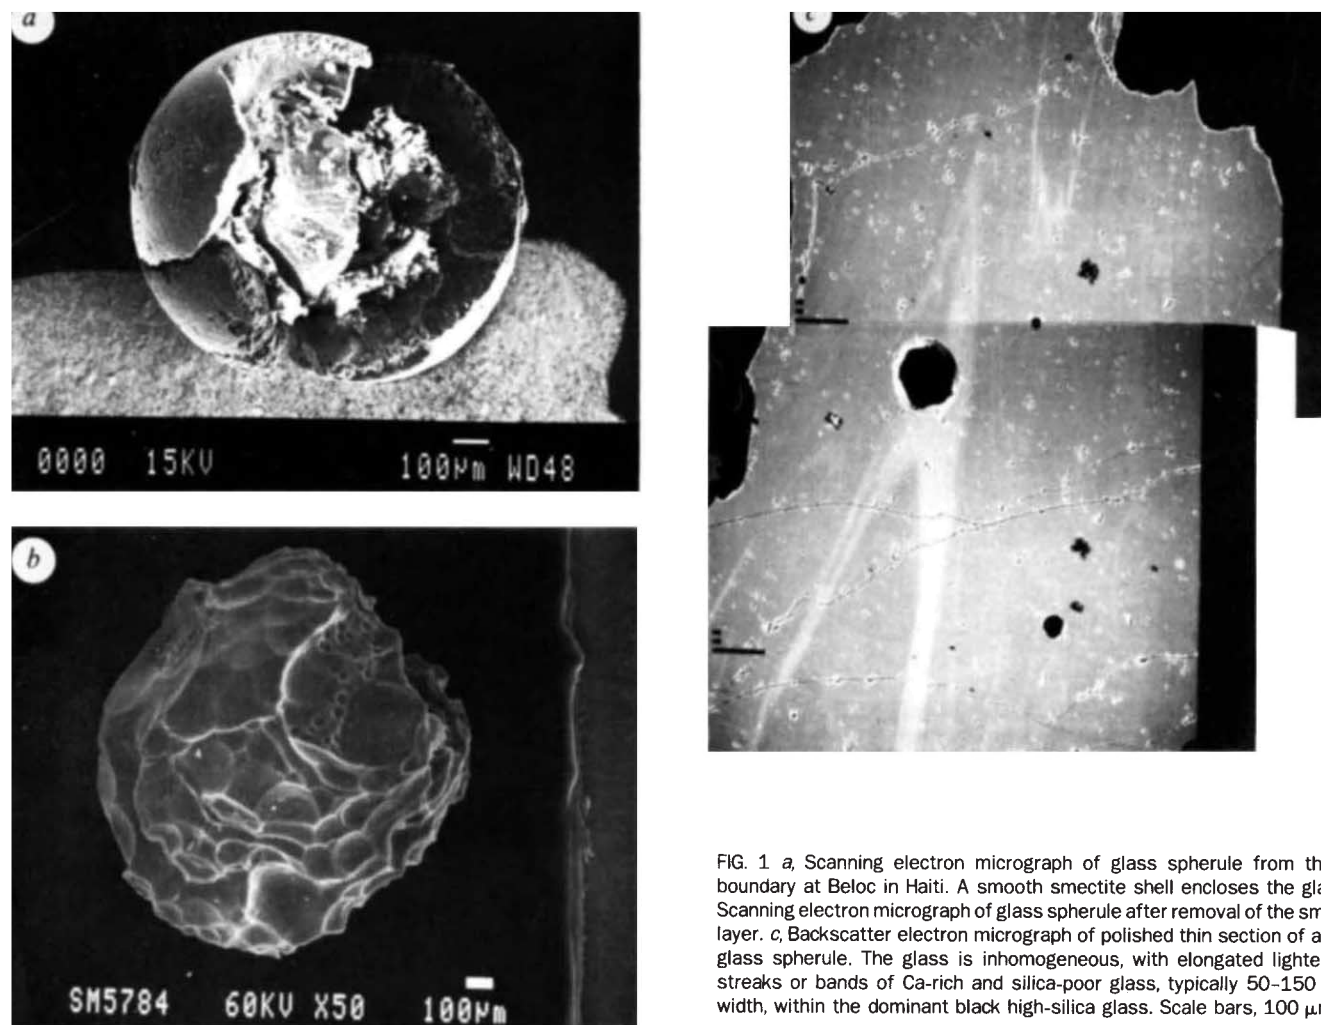 a
0000 15KV 100μm WD48
b
SM5784 60KV X50 100μm
c
FIG. 1 a, Scanning electron micrograph of glass spherule from th
boundary at Beloc in Haiti. A smooth smectite shell encloses the gla
Scanning electron micrograph of glass spherule after removal of the sm
layer. c, Backscatter electron micrograph of polished thin section of a
glass spherule. The glass is inhomogeneous, with elongated lighte
streaks or bands of Ca-rich and silica-poor glass, typically 50–150
width, within the dominant black high-silica glass. Scale bars, 100 μm